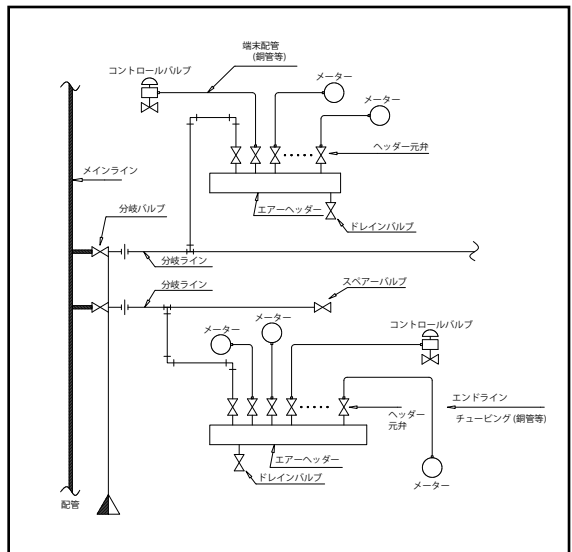 端末配管
(銅管等)
コントロールバルブ
メーター
メーター
ヘッダー元弁
メインライン
エアーヘッダー
分岐バルブ
ドレインバルブ
分岐ライン
分岐ライン
スペアーバルブ
メーター
メーター
コントロールバルブ
エンドライン
チュービング(銅管等)
ヘッダー
元弁
エアーヘッダー
ドレインバルブ
メーター
配管